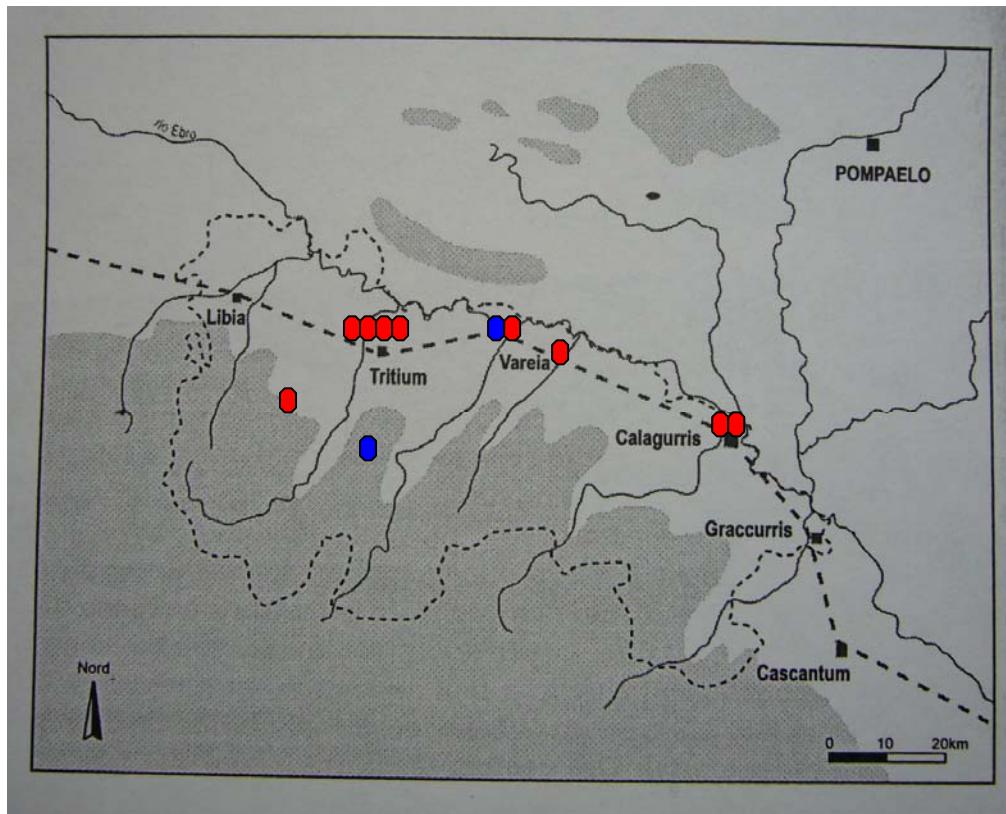 río Ebro
POMPAELO
Libia
Tritium
Vareia
Calagurris
Graccurris
Cascantum
Nord
0 10 20km